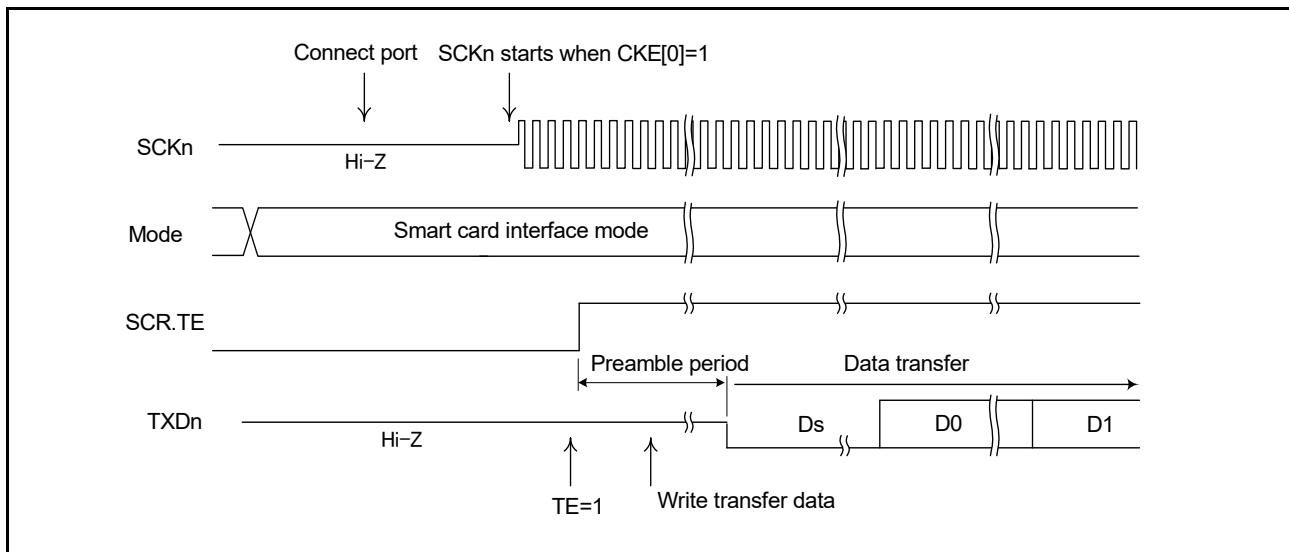 Connect port
SCKn starts when CKE[0]=1
SCKn
Hi-Z
Mode
Smart card interface mode
SCR.TE
Preamble period
Data transfer
TXDn
Hi-Z
Ds
D0
D1
TE=1
Write transfer data